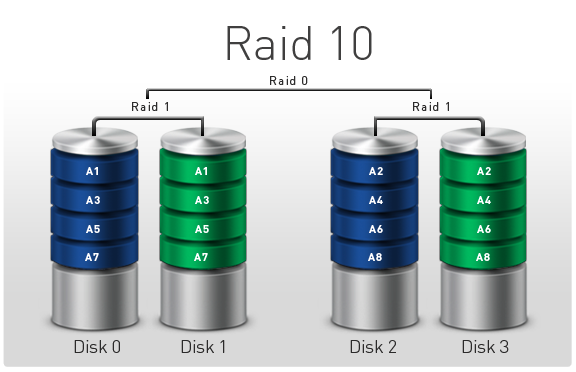 Raid 10
Raid 0
Raid 1 Raid 1
A1 A1 A2 A2
A3 A3 A4 A4
A5 A5 A6 A6
A7 A7 A8 A8
Disk 0 Disk 1 Disk 2 Disk 3